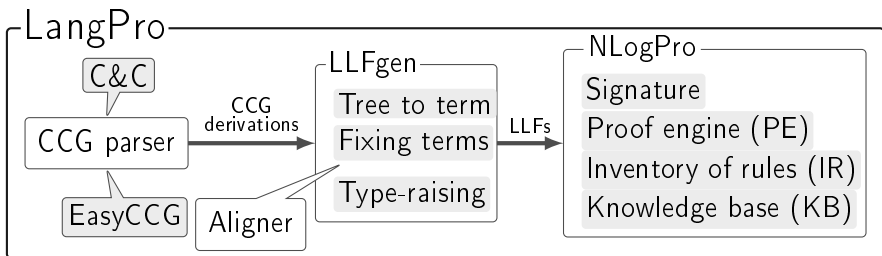 LangPro
C&C
CCG parser
EasyCCG
CCG
derivations
Aligner
LLFgen
Tree to term
Fixing terms
Type-raising
LLFs
NLogPro
Signature
Proof engine (PE)
Inventory of rules (IR)
Knowledge base (KB)